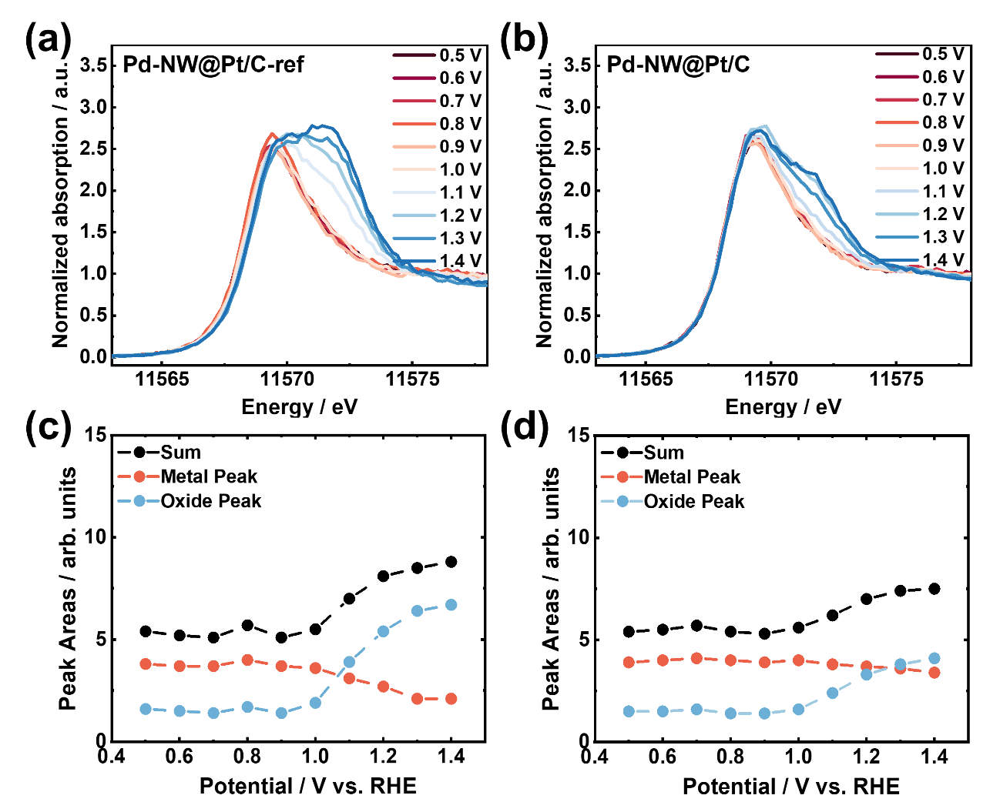 (a)
Pd-NW@Pt/C-ref
0.5 V
0.6 V
0.7 V
0.8 V
0.9 V
1.0 V
1.1 V
1.2 V
1.3 V
1.4 V
Normalized absorption / a.u.
3.5
3.0
2.5
2.0
1.5
1.0
0.5
0.0
11565
11570
11575
Energy / eV
(b)
Pd-NW@Pt/C
0.5 V
0.6 V
0.7 V
0.8 V
0.9 V
1.0 V
1.1 V
1.2 V
1.3 V
1.4 V
Normalized absorption / a.u.
3.5
3.0
2.5
2.0
1.5
1.0
0.5
0.0
11565
11570
11575
Energy / eV
(c)
Sum
Metal Peak
Oxide Peak
Peak Areas / arb. units
15
10
5
0
0.4
0.6
0.8
1.0
1.2
1.4
Potential / V vs. RHE
(d)
Sum
Metal Peak
Oxide Peak
Peak Areas / arb. units
15
10
5
0
0.4
0.6
0.8
1.0
1.2
1.4
Potential / V vs. RHE